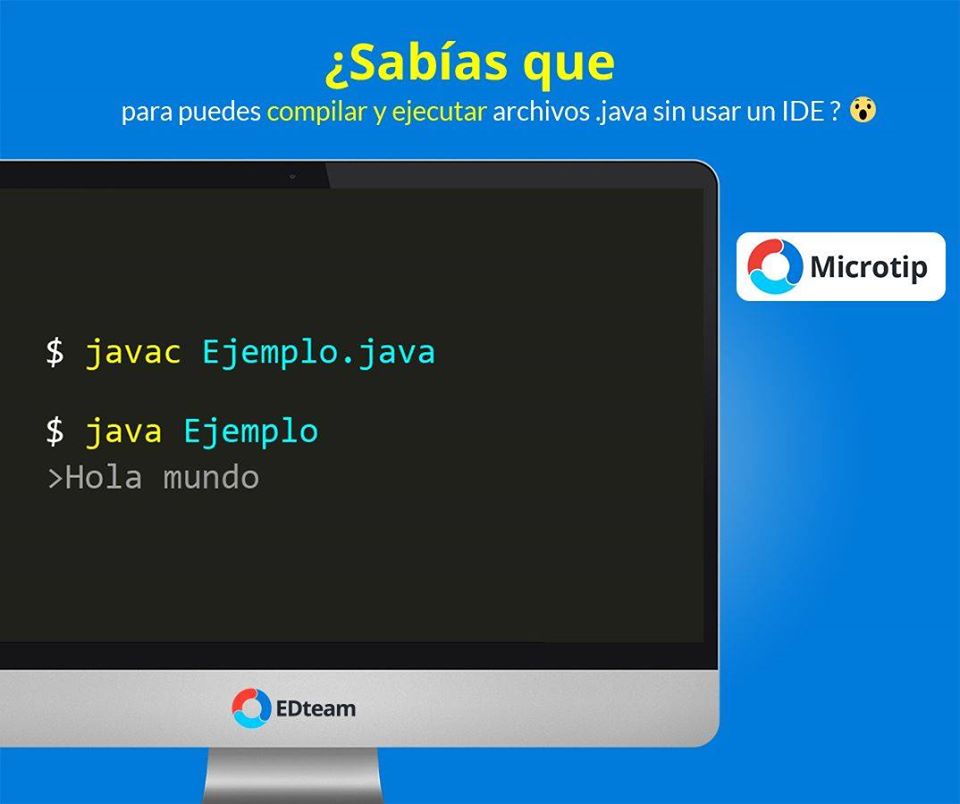 ¿Sabías que
para puedes compilar y ejecutar archivos .java sin usar un IDE ? 😯
Microtip
$ javac Ejemplo.java
$ java Ejemplo
>Hola mundo
EDteam